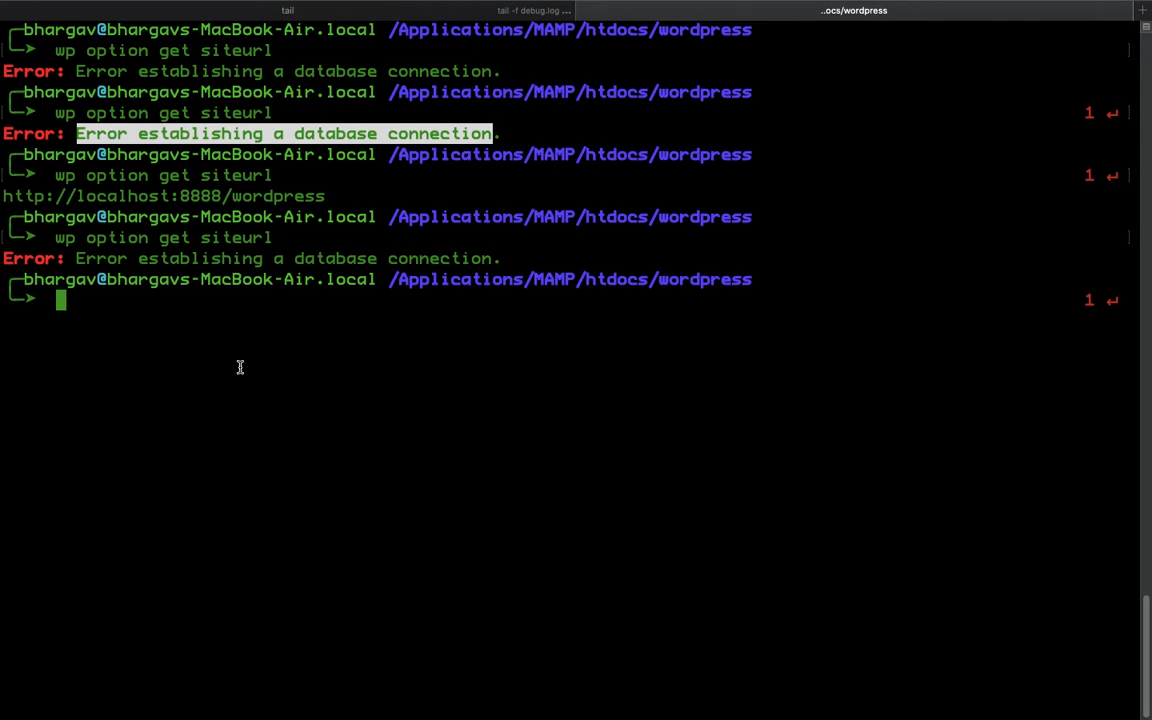 tail
tail -f debug.log ...
..ocs/wordpress
bhargav@bhargavs-MacBook-Air.local /Applications/MAMP/htdocs/wordpress
wp option get siteurl
Error: Error establishing a database connection.
bhargav@bhargavs-MacBook-Air.local /Applications/MAMP/htdocs/wordpress
wp option get siteurl 1 ↵
Error: Error establishing a database connection.
bhargav@bhargavs-MacBook-Air.local /Applications/MAMP/htdocs/wordpress
wp option get siteurl 1 ↵
http://localhost:8888/wordpress
bhargav@bhargavs-MacBook-Air.local /Applications/MAMP/htdocs/wordpress
wp option get siteurl
Error: Error establishing a database connection.
bhargav@bhargavs-MacBook-Air.local /Applications/MAMP/htdocs/wordpress
1 ↵